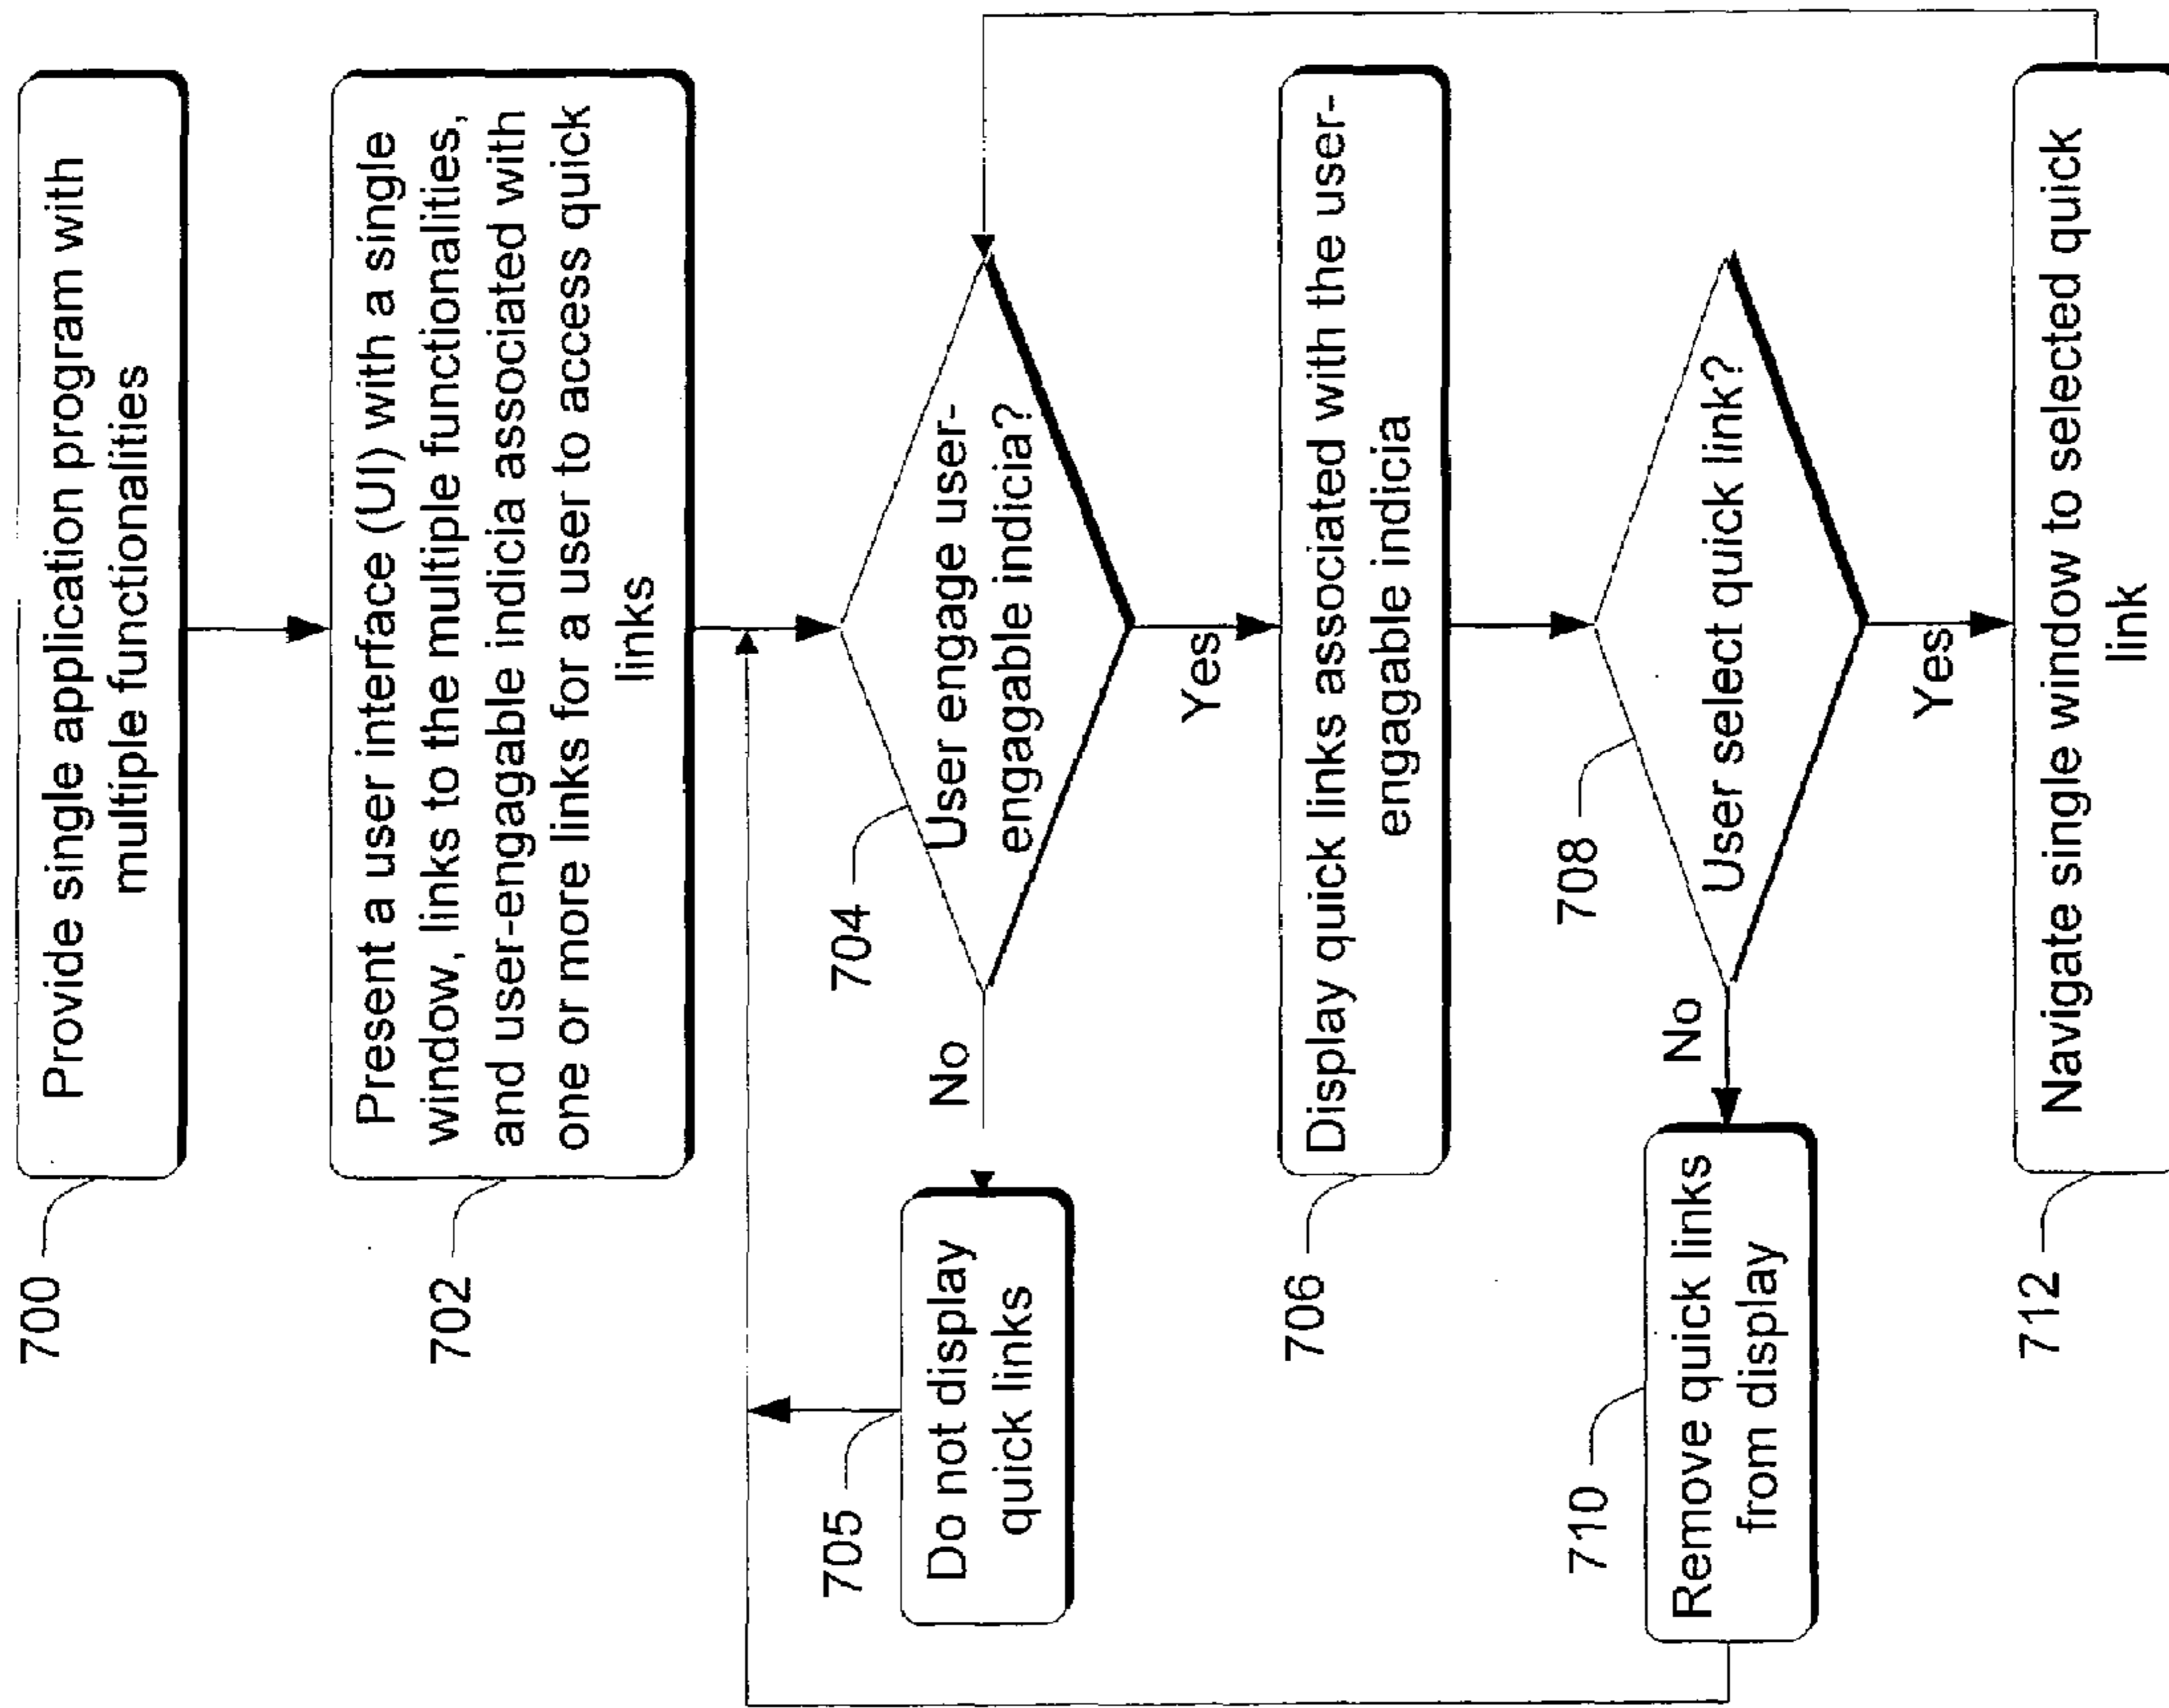 700
Provide single application program with
multiple functionalities
702
Present a user interface (UI) with a single
window, links to the multiple functionalities,
and user-engagable indicia associated with
one or more links for a user to access quick
links
704
User engage user-
engagable indicia?
No
Yes
705
Do not display
quick links
706
Display quick links associated with the user-
engagable indicia
708
User select quick link?
No
Yes
710
Remove quick links
from display
712
Navigate single window to selected quick
link